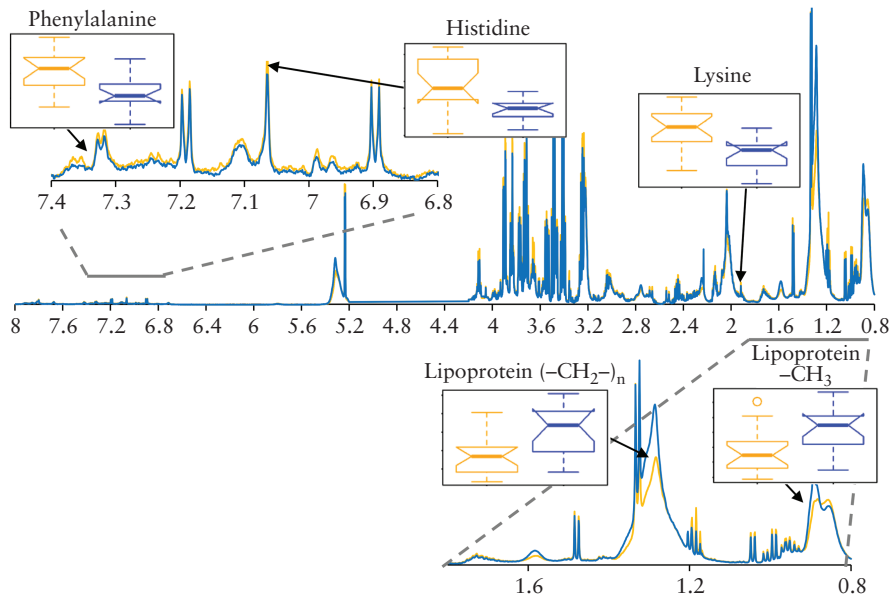 Phenylalanine
Histidine
Lysine
7.4 7.3 7.2 7.1 7 6.9 6.8
8 7.6 7.2 6.8 6.4 6 5.6 5.2 4.8 4.4 4 3.6 3.2 2.8 2.4 2 1.6 1.2 0.8
Lipoprotein (–CH₂–)ₙ
Lipoprotein
–CH₃
1.6 1.2 0.8